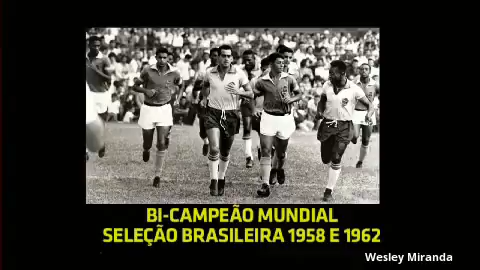 BI-CAMPEÃO MUNDIAL
SELEÇÃO BRASILEIRA 1958 E 1962
Wesley Miranda